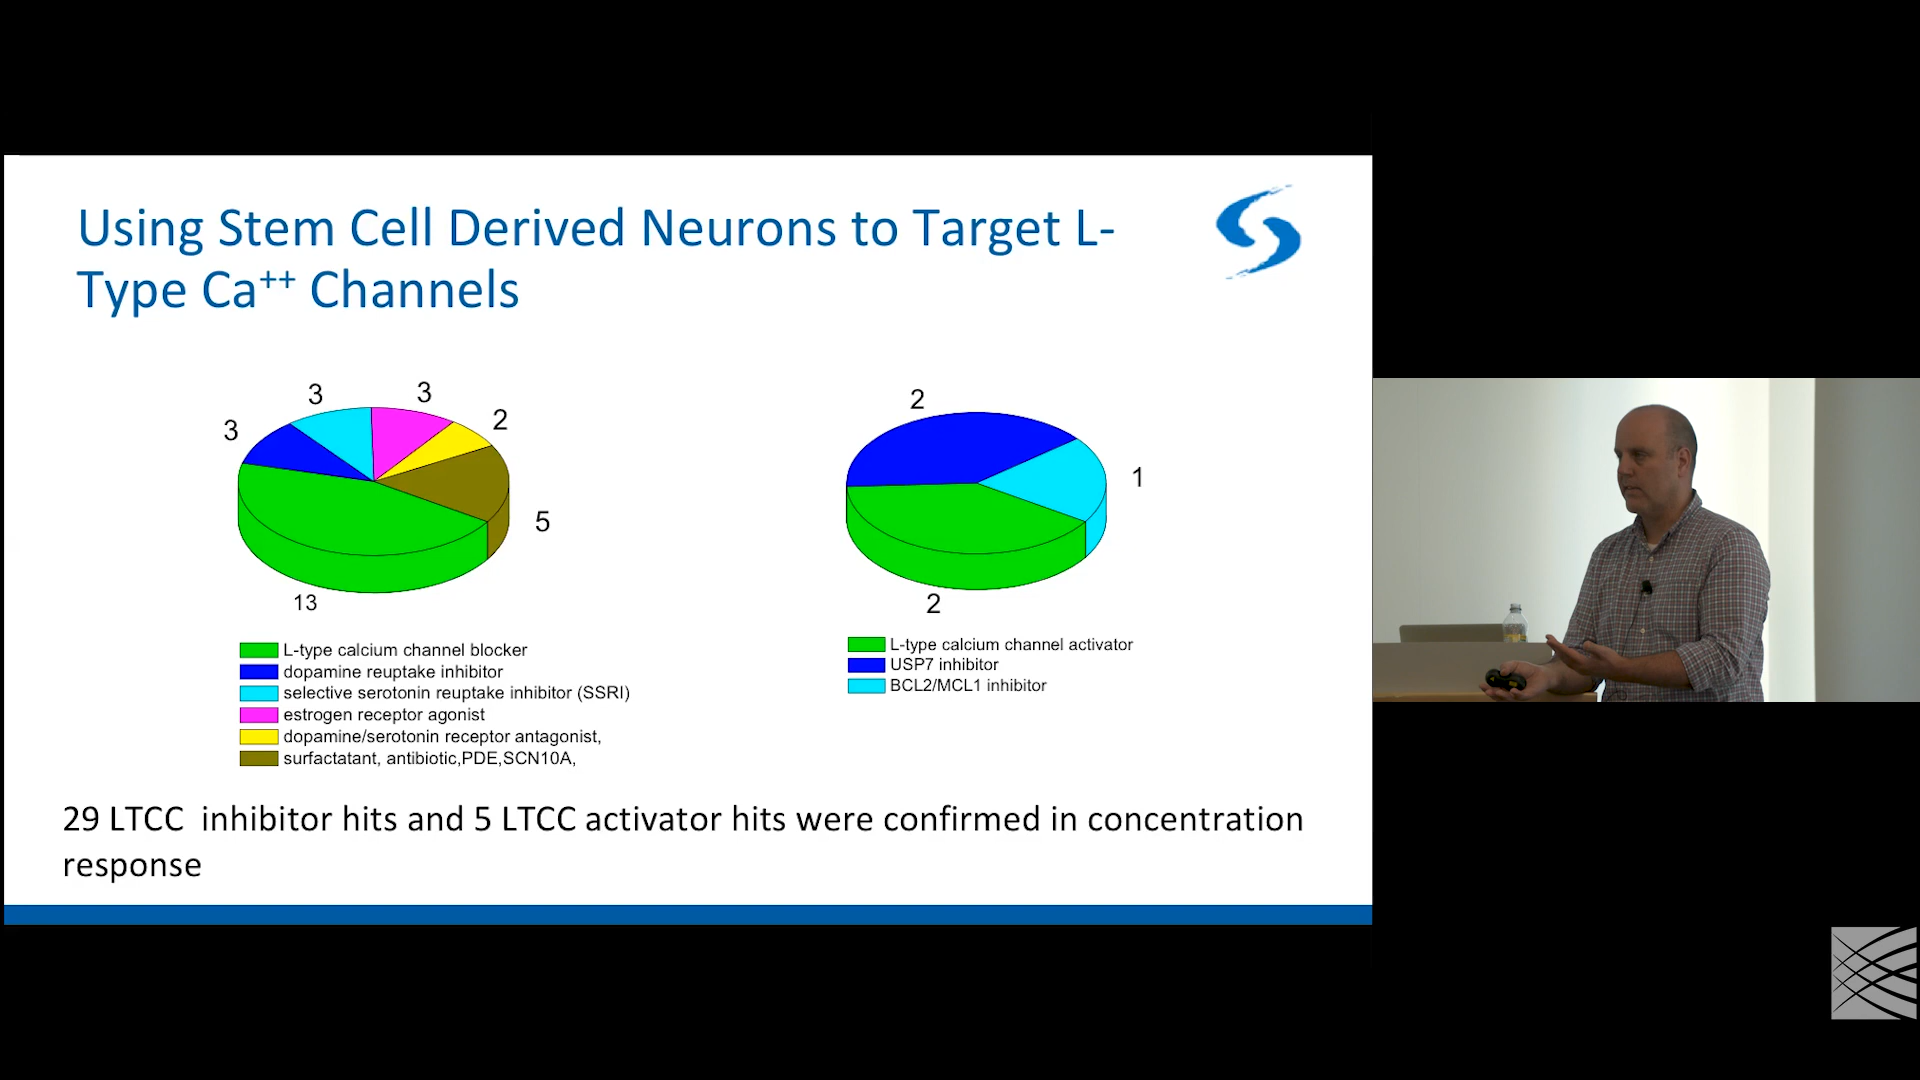 Using Stem Cell Derived Neurons to Target L-
Type Ca++ Channels
3
3
3
2
5
13
L-type calcium channel blocker
dopamine reuptake inhibitor
selective serotonin reuptake inhibitor (SSRI)
estrogen receptor agonist
dopamine/serotonin receptor antagonist,
surfactatant, antibiotic,PDE,SCN10A,
2
1
2
L-type calcium channel activator
USP7 inhibitor
BCL2/MCL1 inhibitor
29 LTCC  inhibitor hits and 5 LTCC activator hits were confirmed in concentration
response